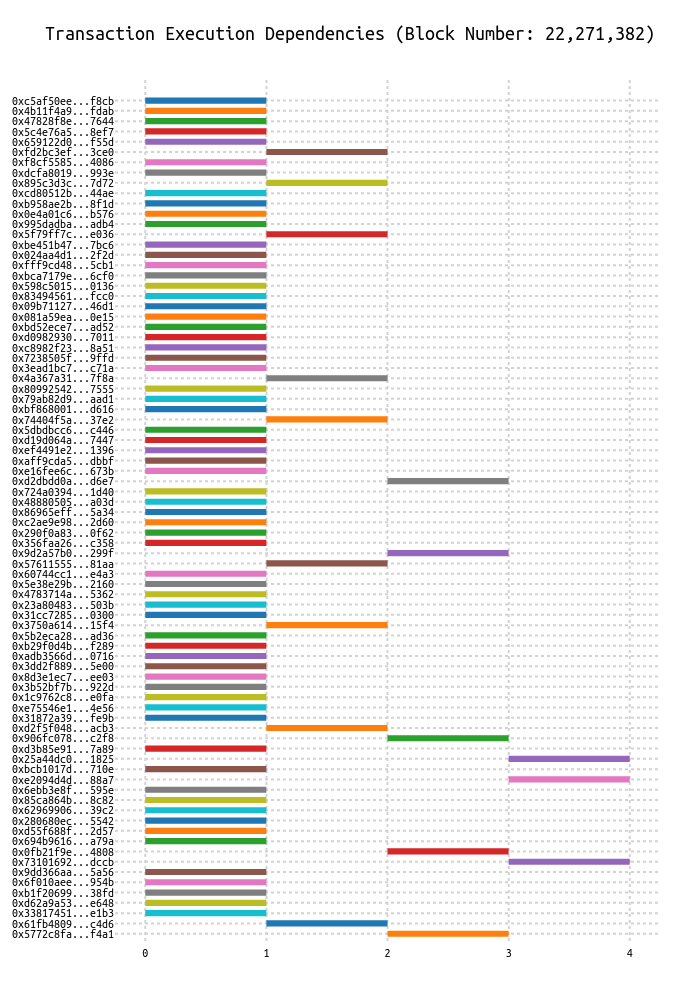 Transaction Execution Dependencies (Block Number: 22,271,382)
0xc5af50ee...f8cb
0x4b11f4a9...fdab
0x47828f8e...7644
0x5c4e76a5...8ef7
0x659122d0...f55d
0xfd2bc3ef...3ce0
0xf8cf5585...4086
0xdcfa8019...993e
0x895c3d3c...7d72
0xcd80512b...44ae
0xb958ae2b...8f1d
0x0e4a01c6...b576
0x995dadba...adb4
0x5f79ff7c...e036
0xbe451b47...7bc6
0x024aa4d1...2f2d
0xfff9cd48...5cb1
0xbca7179e...6cf0
0x598c5015...0136
0x83494561...fcc0
0x09b71127...46d1
0x081a59ea...0e15
0xbd52ece7...ad52
0xd0982930...7011
0xc8982f23...8a51
0x7238505f...9ffd
0x3ead1bc7...c71a
0x4a367a31...7f8a
0x80992542...7555
0x79ab82d9...aad1
0xbf868001...d616
0x74404f5a...37e2
0x5dbdbcc6...c446
0xd19d064a...7447
0xef4491e2...1396
0xaff9cda5...dbbf
0xe16fee6c...673b
0xd2dbdd0a...d6e7
0x724a0394...1d40
0x48880505...a03d
0x86965eff...5a34
0xc2ae9e98...2d60
0x290f0a83...0f62
0x356faa26...c358
0x9d2a57b0...299f
0x57611555...81aa
0x60744cc1...e4a3
0x5e38e29b...2160
0x4783714a...5362
0x23a80483...503b
0x31cc7285...0300
0x3750a614...15f4
0x5b2eca28...ad36
0xb29f0d4b...f289
0xadb3566d...0716
0x3dd2f889...5e00
0x8d3e1ec7...ee03
0x3b52bf7b...922d
0x1c9762c8...e0fa
0xe75546e1...4e56
0x31872a39...fe9b
0xd2f5f048...acb3
0x906fc078...c2f8
0xd3b85e91...7a89
0x25a44dc0...1825
0xbcb1017d...710e
0xe2094d4d...88a7
0x6ebb3e8f...595e
0x85ca864b...8c82
0x62969906...39c2
0x280680ec...5542
0xd55f688f...2d57
0x694b9616...a79a
0x0fb21f9e...4808
0x73101692...dccb
0x9dd366aa...5a56
0x6f010aee...954b
0xb1f20699...38fd
0xd62a9a53...e648
0x33817451...e1b3
0x61fb4809...c4d6
0x5772c8fa...f4a1
0 1 2 3 4